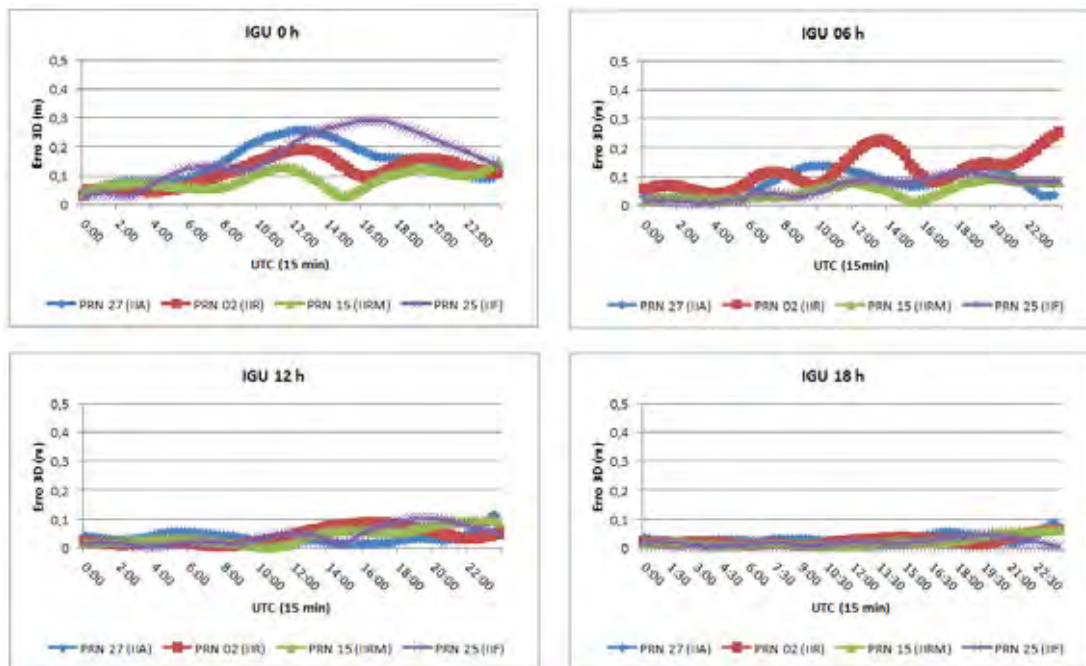 IGU 0 h
Erro 3D (m)
0,5
0,4
0,3
0,2
0,1
0
0:00 2:00 4:00 6:00 8:00 10:00 12:00 14:00 16:00 18:00 20:00 22:00
UTC (15 min)
PRN 27 (IIA) PRN 02 (IIR) PRN 15 (IIRM) PRN 25 (IIF)
IGU 06 h
Erro 3D (m)
0,5
0,4
0,3
0,2
0,1
0
0:00 2:00 4:00 6:00 8:00 10:00 12:00 14:00 16:00 18:00 20:00 22:00
UTC (15min)
PRN 27 (IIA) PRN 02 (IIR) PRN 15 (IIRM) PRN 25 (IIF)
IGU 12 h
Erro 3D (m)
0,5
0,4
0,3
0,2
0,1
0
0:00 2:00 4:00 6:00 8:00 10:00 12:00 14:00 16:00 18:00 20:00 22:00
UTC (15 min)
PRN 27 (IIA) PRN 02 (IIR) PRN 15 (IIRM) PRN 25 (IIF)
IGU 18 h
Erro 3D (m)
0,5
0,4
0,3
0,2
0,1
0
0:00 1:30 3:00 4:30 6:00 7:30 9:00 10:30 12:00 13:30 15:00 16:30 18:00 19:30 21:00 22:30
UTC (15 min)
PRN 27 (IIA) PRN 02 (IIR) PRN 15 (IIRM) PRN 25 (IIF)